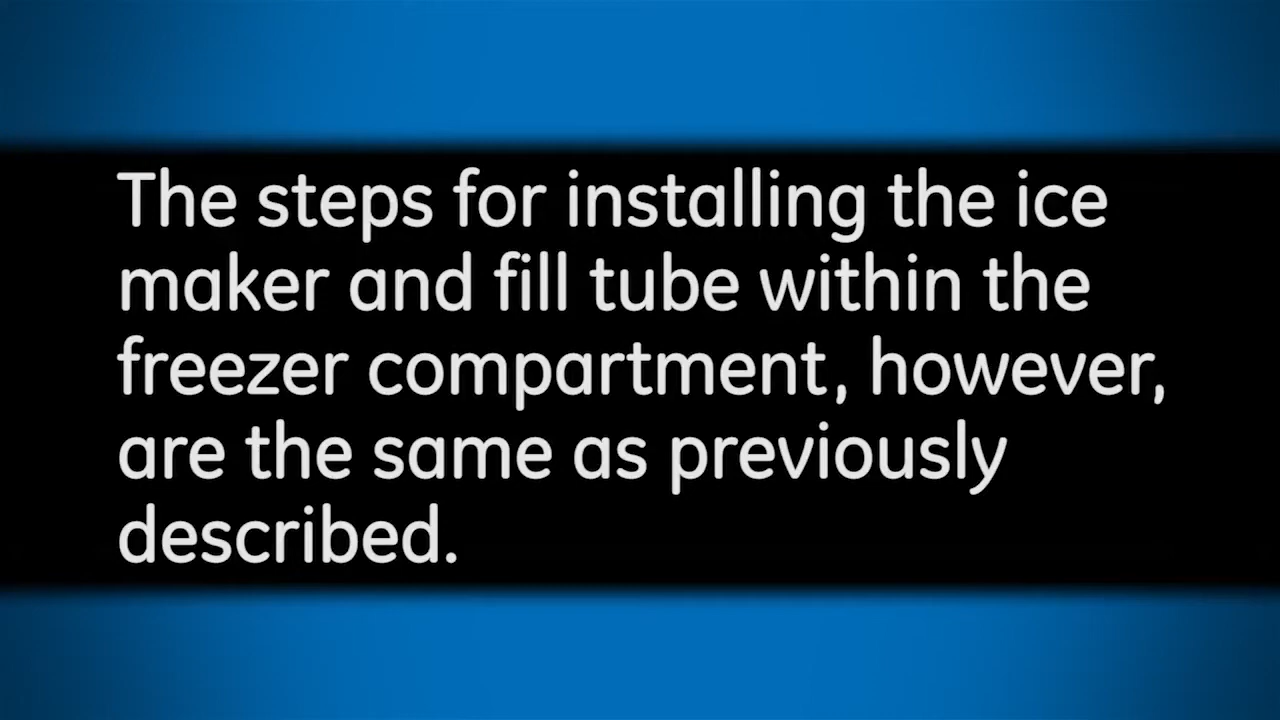 The steps for installing the ice
maker and fill tube within the
freezer compartment, however,
are the same as previously
described.